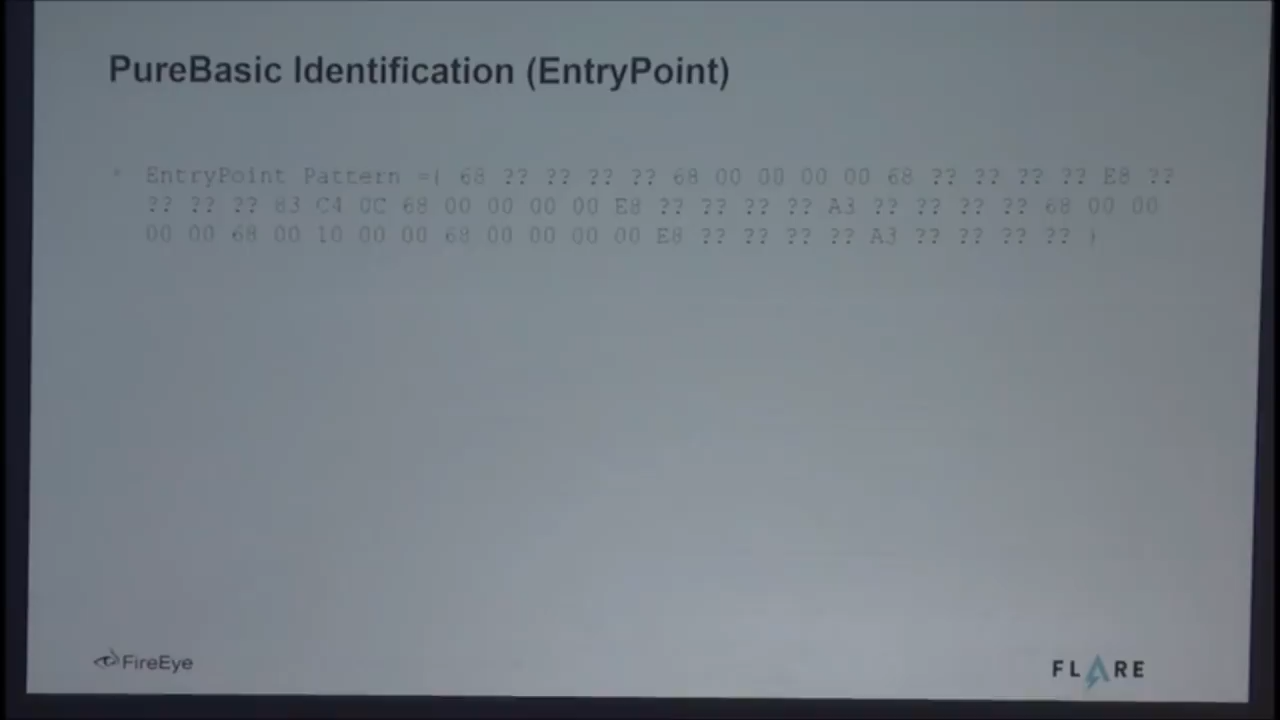 PureBasic Identification (EntryPoint)
• EntryPoint Pattern ={ 68 ?? ?? ?? ?? 68 00 00 00 00 68 ?? ?? ?? ?? E8 ??
?? ?? ?? 83 C4 0C 68 00 00 00 00 E8 ?? ?? ?? ?? A3 ?? ?? ?? ?? 68 00 00
00 00 68 00 10 00 00 68 00 00 00 00 E8 ?? ?? ?? ?? A3 ?? ?? ?? ?? }
FireEye
FLARE